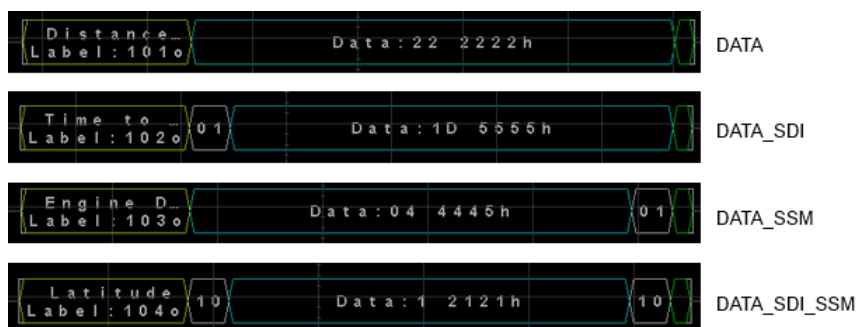 Distance…
Label:101o
Data:22 2222h
DATA
Time to …
Label:102o
01
Data:1D 5555h
DATA_SDI
Engine D…
Label:103o
Data:04 4445h
01
DATA_SSM
Latitude
Label:104o
10
Data:1 2121h
10
DATA_SDI_SSM